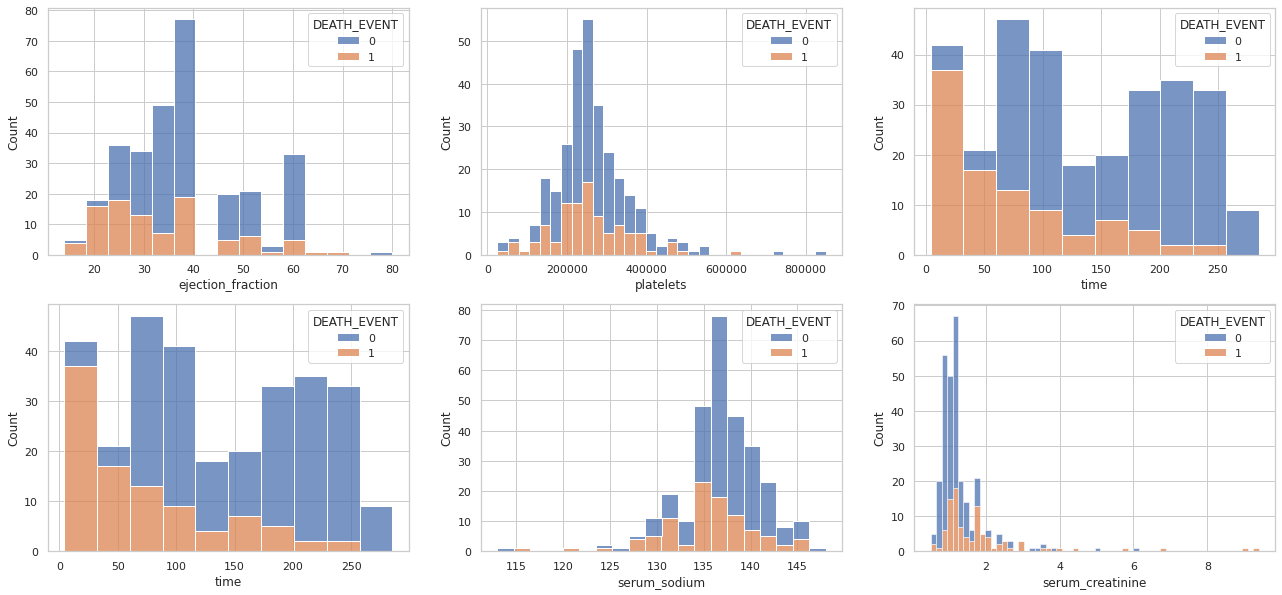 DEATH_EVENT
0
1
Count
80
70
60
50
40
30
20
10
0
20 30 40 50 60 70 80
ejection_fraction
DEATH_EVENT
0
1
Count
50
40
30
20
10
0
0 200000 400000 600000 800000
platelets
DEATH_EVENT
0
1
Count
40
30
20
10
0
0 50 100 150 200 250
time
DEATH_EVENT
0
1
Count
40
30
20
10
0
0 50 100 150 200 250
time
DEATH_EVENT
0
1
Count
80
70
60
50
40
30
20
10
0
115 120 125 130 135 140 145
serum_sodium
DEATH_EVENT
0
1
Count
70
60
50
40
30
20
10
0
2 4 6 8
serum_creatinine